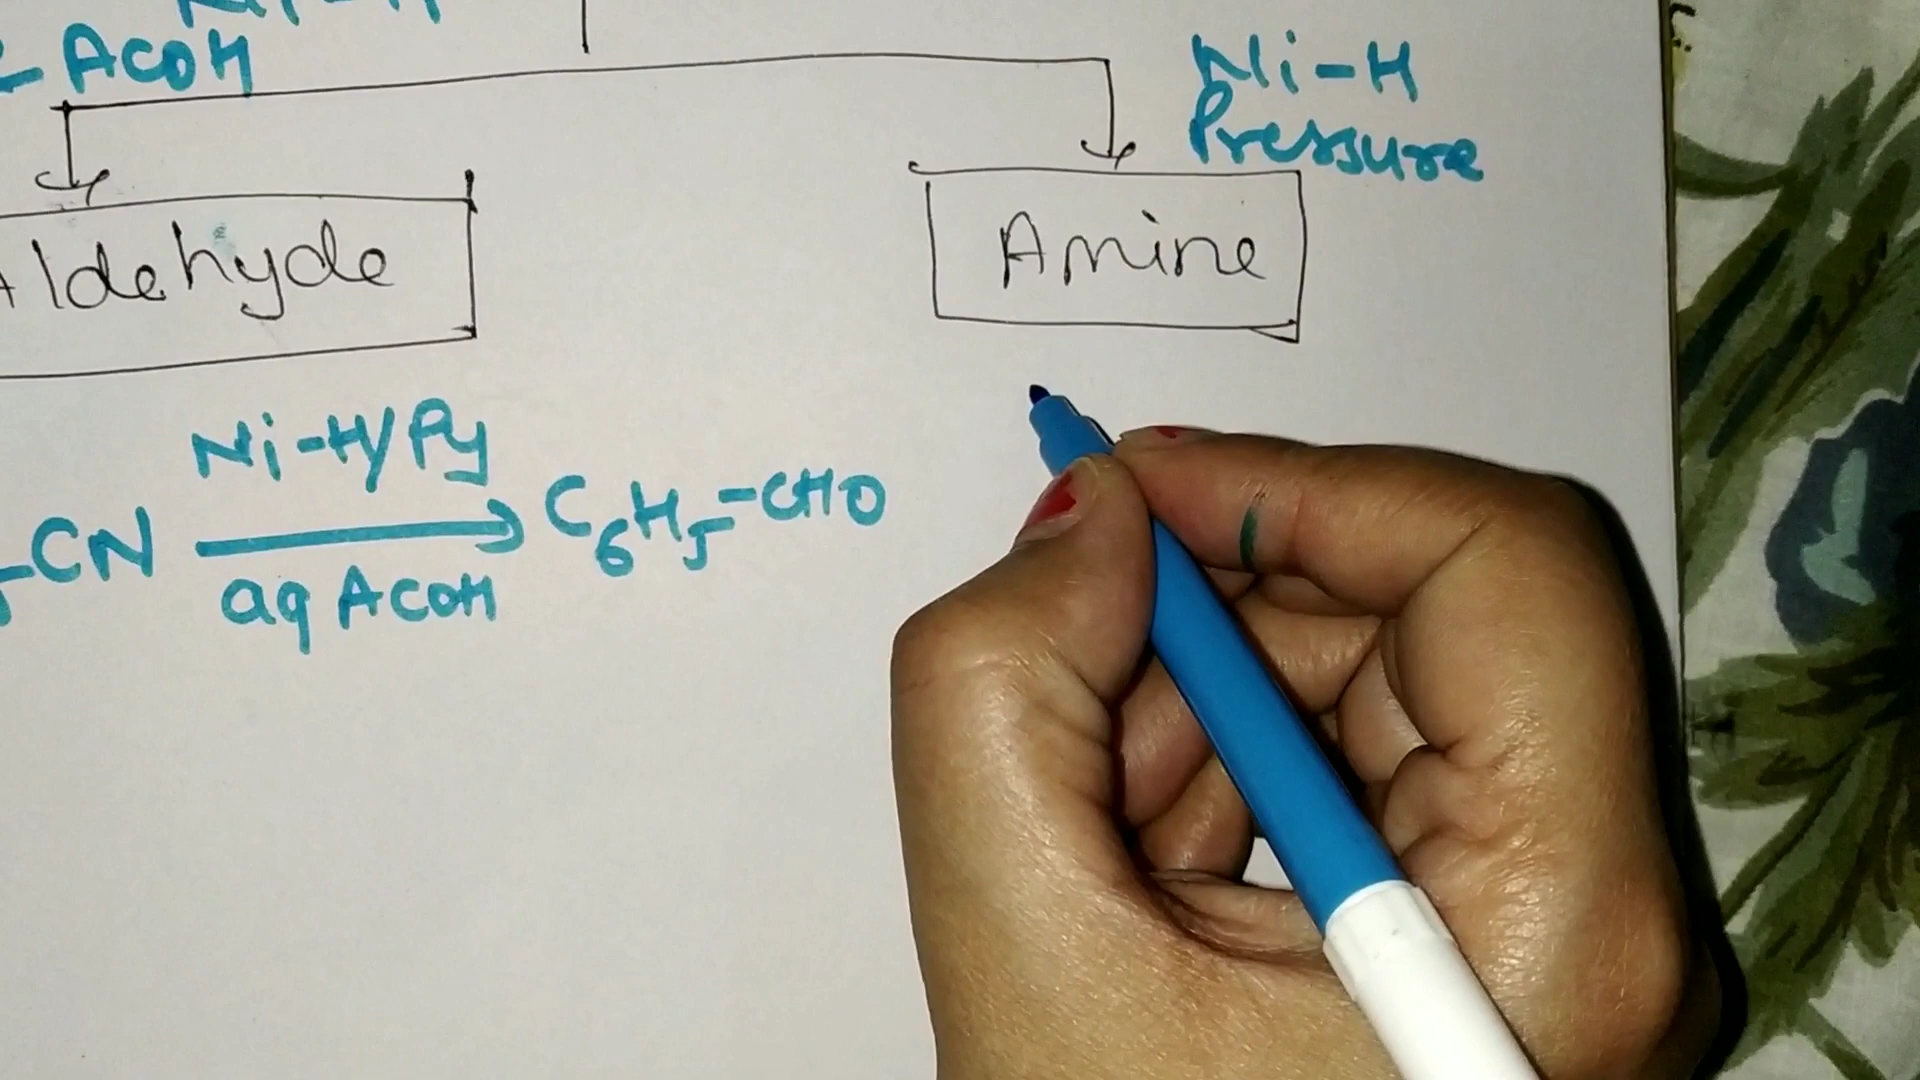 AcOH
Ni-H
Pressure
Aldehyde
Amine
Ni-H/Py
-CN
C6H5-CHO
aq AcOH